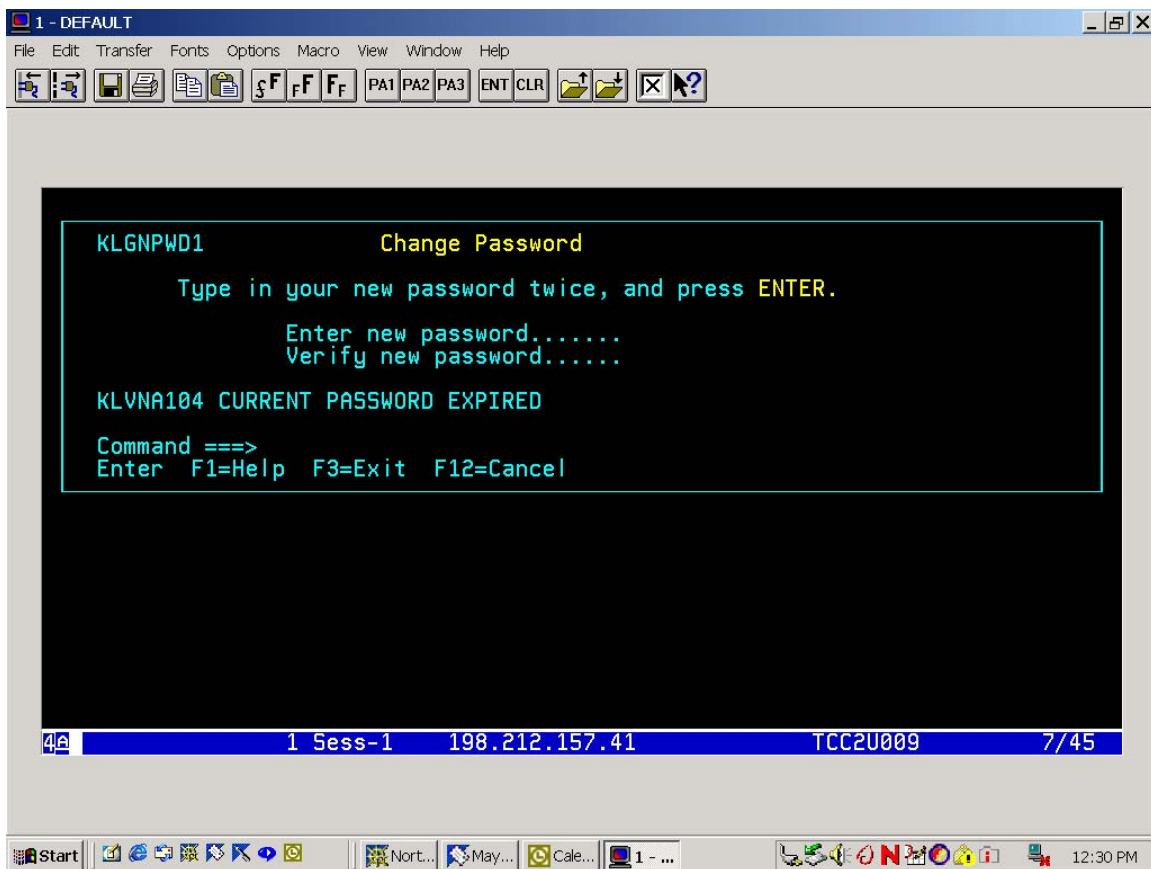 1 - DEFAULT
File Edit Transfer Fonts Options Macro View Window Help
PA1 PA2 PA3 ENT CLR
KLGNPWD1 Change Password
Type in your new password twice, and press ENTER.
Enter new password.......
Verify new password......
KLVNA104 CURRENT PASSWORD EXPIRED
Command ===>
Enter F1=Help F3=Exit F12=Cancel
4A 1 Sess-1 198.212.157.41 TCC2U009 7/45
Start Nort... May... Cale... 1 - ... 12:30 PM